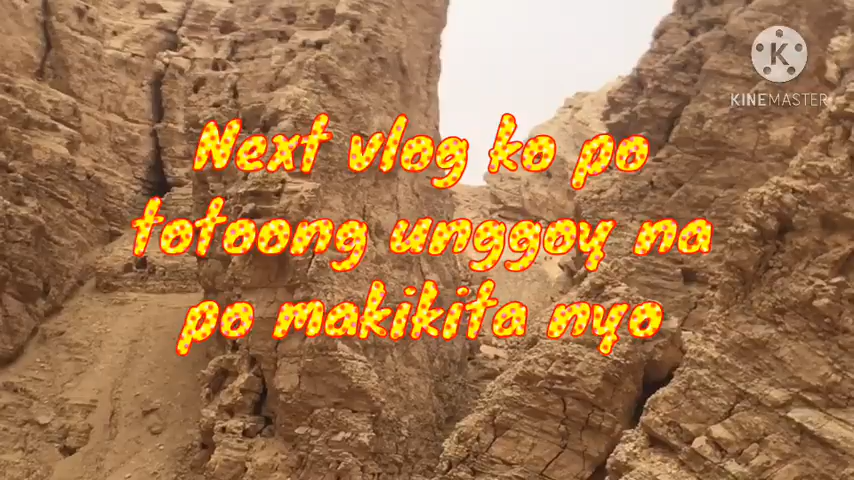 KINEMASTER
Next vlog ko po
totoong unggoy na
po makikita nyo